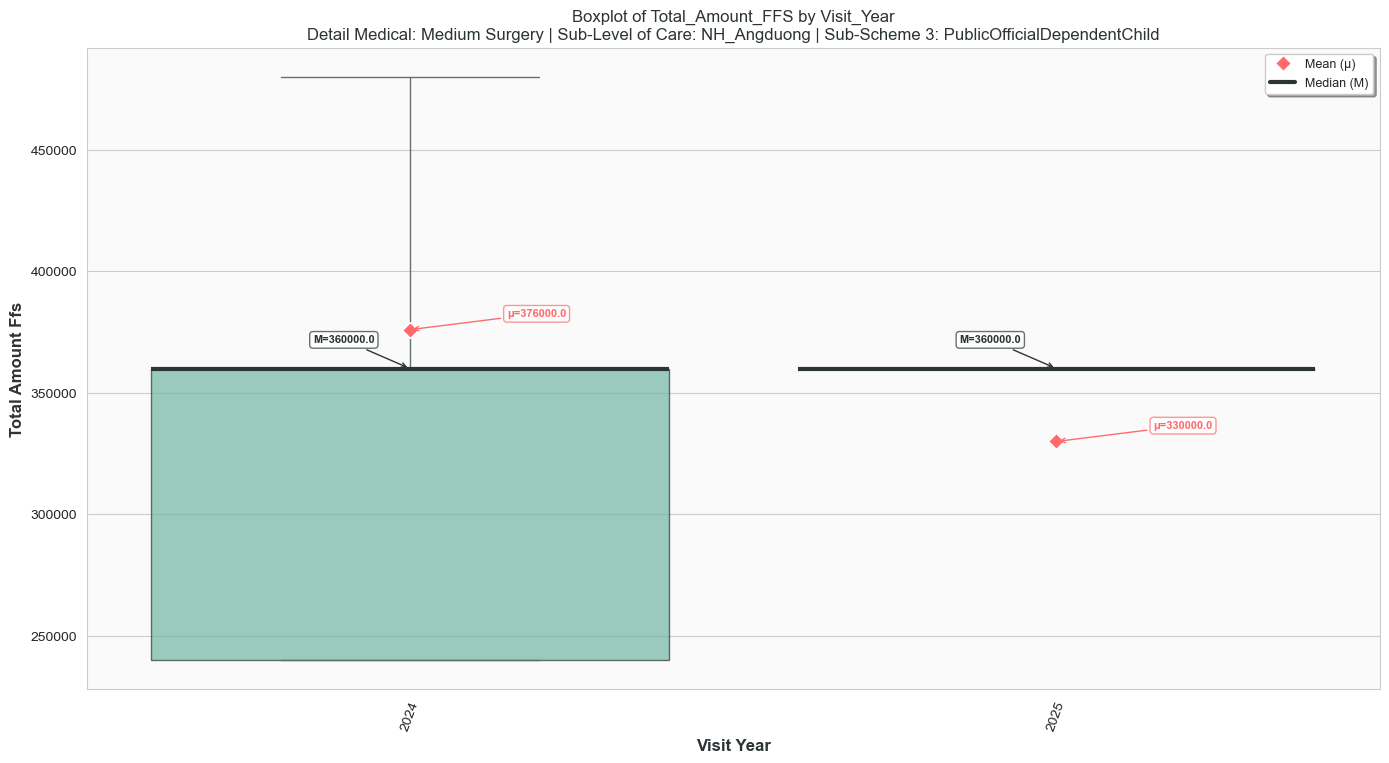 Boxplot of Total_Amount_FFS by Visit_Year
Detail Medical: Medium Surgery | Sub-Level of Care: NH_Angduong | Sub-Scheme 3: PublicOfficialDependentChild
Mean (μ)
Median (M)
450000
400000
350000
300000
250000
Total Amount Ffs
M=360000.0
μ=376000.0
M=360000.0
μ=330000.0
2024
2025
Visit Year